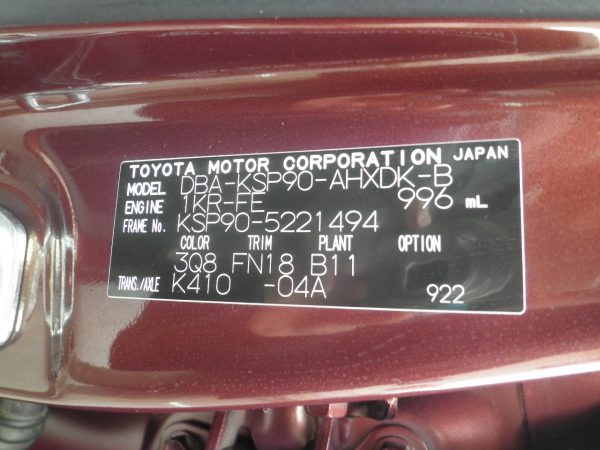 TOYOTA MOTOR CORPORATION JAPAN
MODEL DBA-KSP90-AHXDK-B
ENGINE 1KR-FE 996 mL
FRAME No. KSP90-5221494
COLOR TRIM PLANT OPTION
3Q8 FN18 B11
TRANS./AXLE K410 -04A 922